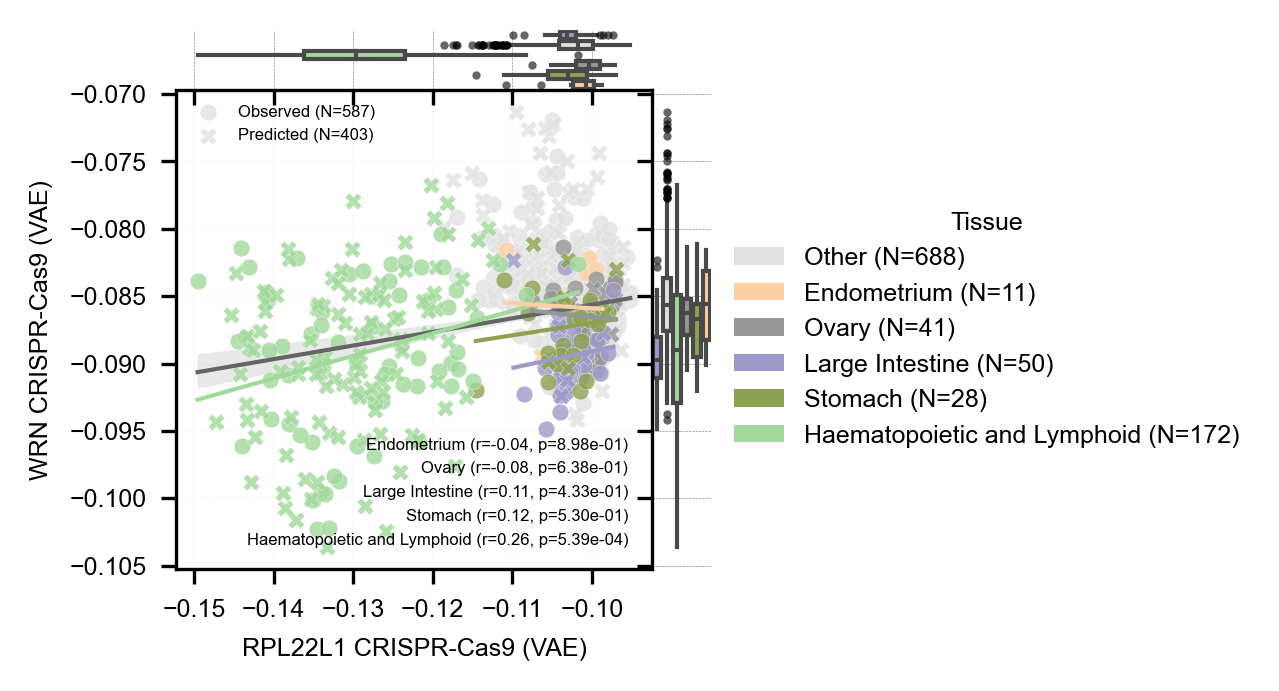 Observed (N=587)
Predicted (N=403)
−0.070
−0.075
−0.080
−0.085
−0.090
−0.095
−0.100
−0.105
WRN CRISPR-Cas9 (VAE)
Endometrium (r=-0.04, p=8.98e-01)
Ovary (r=-0.08, p=6.38e-01)
Large Intestine (r=0.11, p=4.33e-01)
Stomach (r=0.12, p=5.30e-01)
Haematopoietic and Lymphoid (r=0.26, p=5.39e-04)
−0.15 −0.14 −0.13 −0.12 −0.11 −0.10
RPL22L1 CRISPR-Cas9 (VAE)
Tissue
Other (N=688)
Endometrium (N=11)
Ovary (N=41)
Large Intestine (N=50)
Stomach (N=28)
Haematopoietic and Lymphoid (N=172)